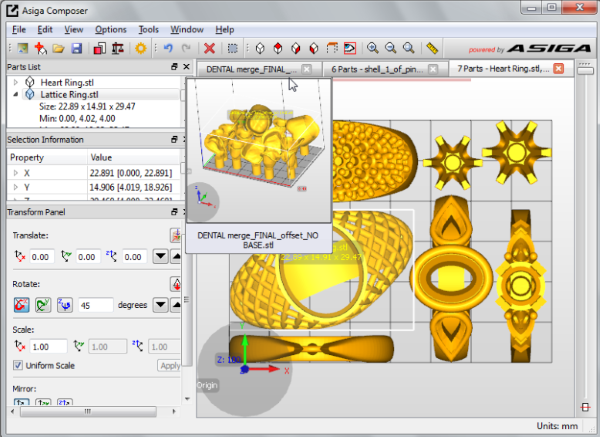 Asiga Composer
File Edit View Options Tools Window Help
powered by ASIGA
Parts List
Heart Ring.stl
Lattice Ring.stl
Size: 22.89 x 14.91 x 29.47
Min: 0.00, 4.02, 4.00
Selection Information
Property Value
X 22.891 [0.000, 22.891]
Y 14.906 [4.019, 18.926]
Transform Panel
Translate:
0.00 0.00 0.00
Rotate:
45 degrees
Scale:
1.00 1.00 1.00
Uniform Scale Apply
Mirror:
DENTAL merge_FINAL_...
6 Parts - shell_1_of_pin...
7 Parts - Heart Ring.stl,...
DENTAL merge_FINAL_offset_NO
BASE.stl
14.91 x 29.47
Y
Z: 100
X
Origin
Units: mm